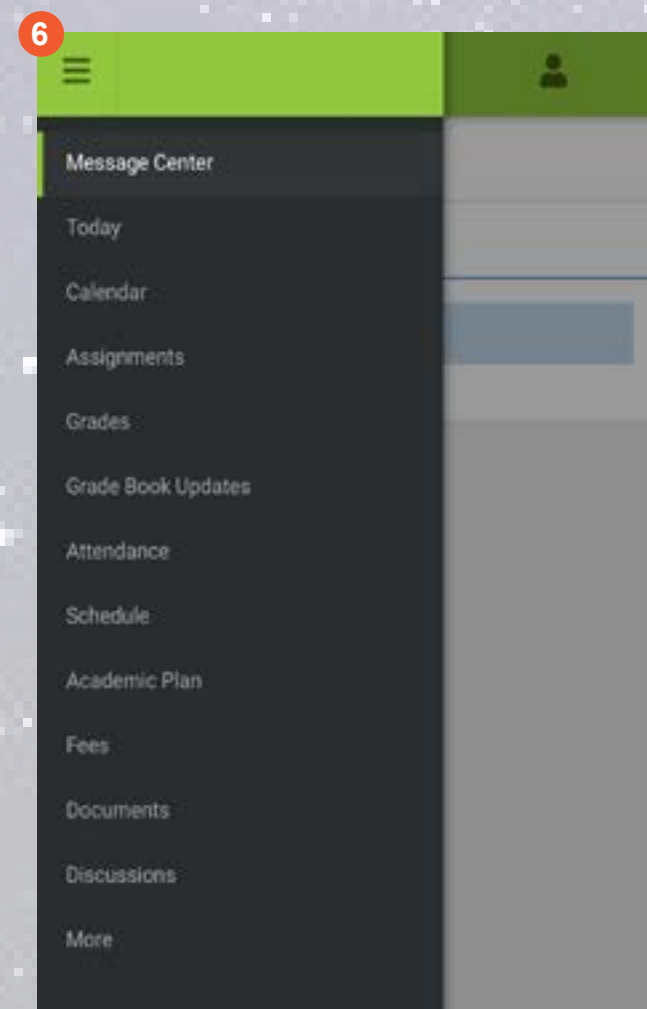 6
Message Center
Today
Calendar
Assignments
Grades
Grade Book Updates
Attendance
Schedule
Academic Plan
Fees
Documents
Discussions
More